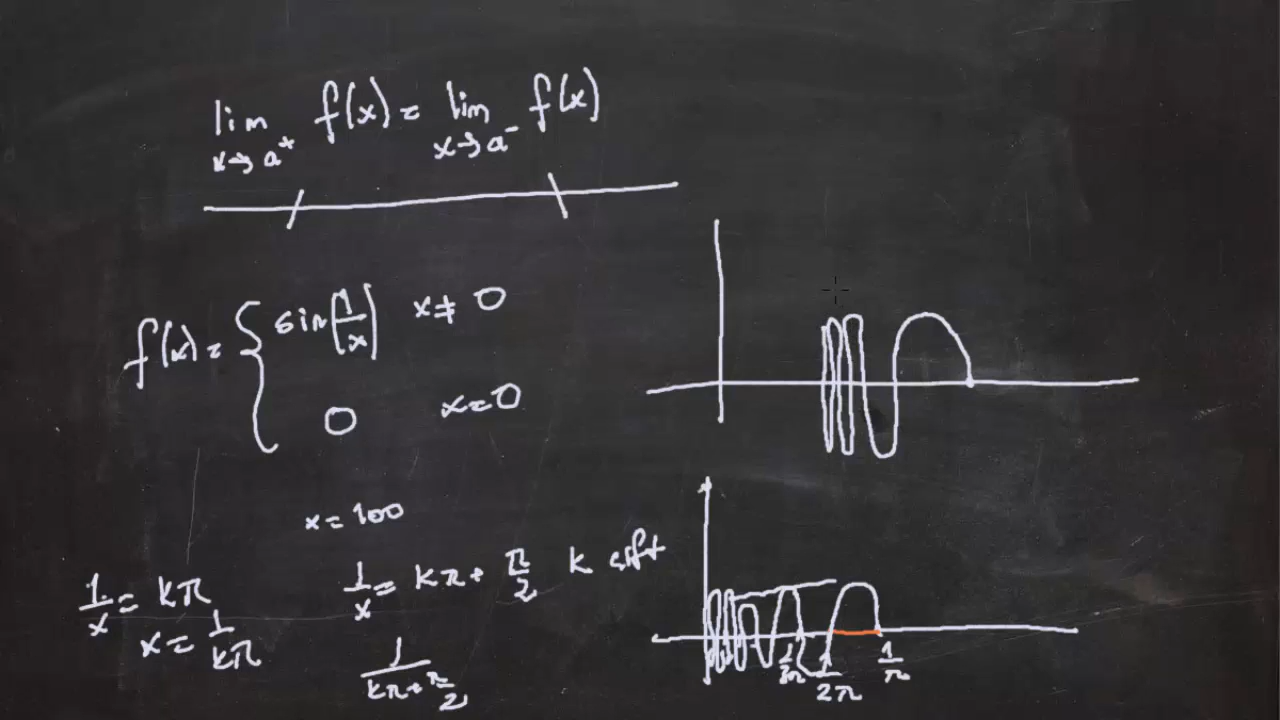 lim f(x) = lim f(x)
x→a⁺ x→a⁻
f(x) = { sin(1/x) x ≠ 0
0 x=0
x = 100
1/x = kπ
x = 1/kπ
1/x = kπ + π/2 k çift
1/(kπ + π/2)
1/3π 1/2π 1/π